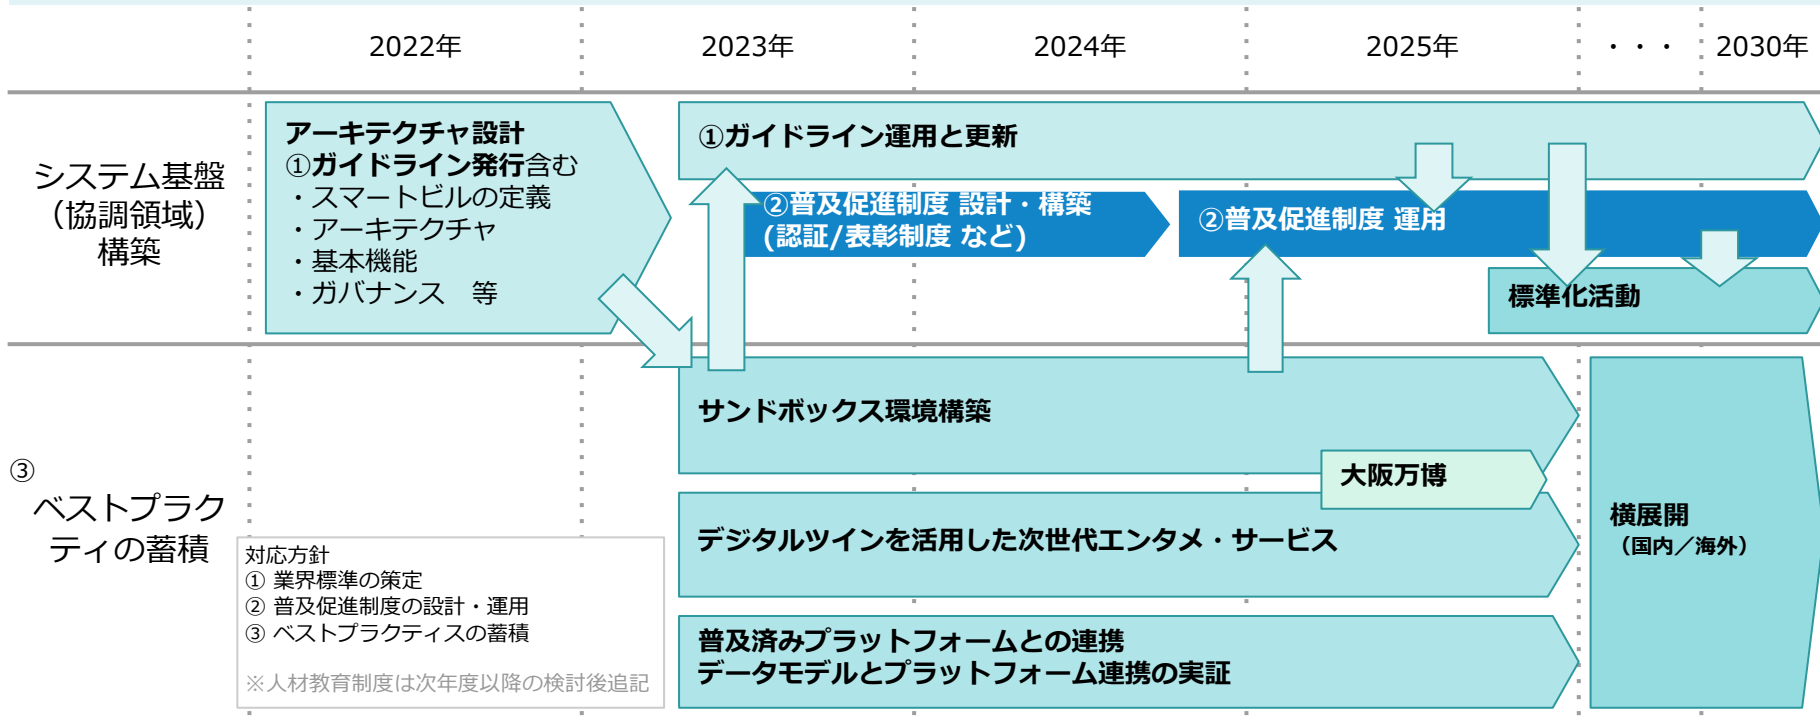 2022年
2023年
2024年
2025年
・・・
2030年
システム基盤
（協調領域）
構築
アーキテクチャ設計
①ガイドライン発行含む
・スマートビルの定義
・アーキテクチャ
・基本機能
・ガバナンス　等
①ガイドライン運用と更新
②普及促進制度 設計・構築
(認証/表彰制度 など)
②普及促進制度 運用
標準化活動
③
ベストプラク
ティの蓄積
サンドボックス環境構築
大阪万博
デジタルツインを活用した次世代エンタメ・サービス
普及済みプラットフォームとの連携
データモデルとプラットフォーム連携の実証
横展開
（国内／海外）
対応方針
① 業界標準の策定
② 普及促進制度の設計・運用
③ ベストプラクティスの蓄積
※人材教育制度は次年度以降の検討後追記